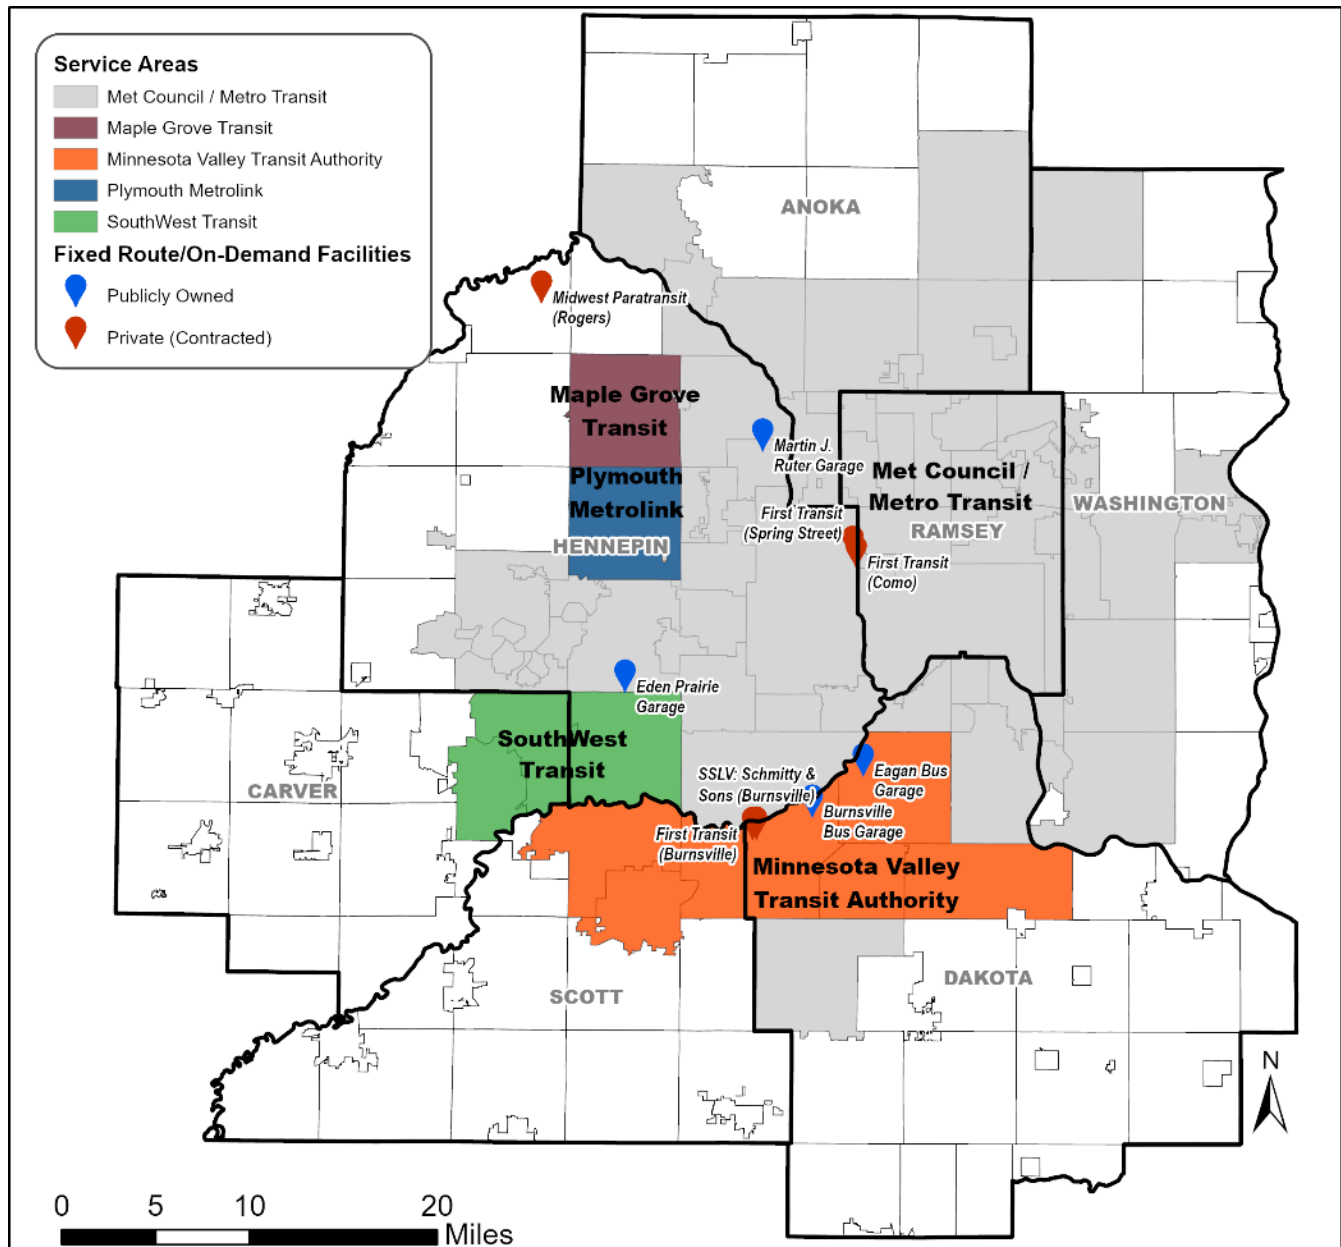 Service Areas
Met Council / Metro Transit
Maple Grove Transit
Minnesota Valley Transit Authority
Plymouth Metrolink
SouthWest Transit
Fixed Route/On-Demand Facilities
Publicly Owned
Private (Contracted)
ANOKA
Midwest Paratransit
(Rogers)
Maple Grove
Transit
Martin J.
Ruter Garage
Plymouth
Metrolink
HENNEPIN
Met Council /
Metro Transit
RAMSEY
WASHINGTON
First Transit
(Spring Street)
First Transit
(Como)
Eden Prairie
Garage
SouthWest
Transit
CARVER
SSLV: Schmitty &
Sons (Burnsville)
Eagan Bus
Garage
Burnsville
Bus Garage
First Transit
(Burnsville)
Minnesota Valley
Transit Authority
SCOTT
DAKOTA
N
0 5 10 20
Miles